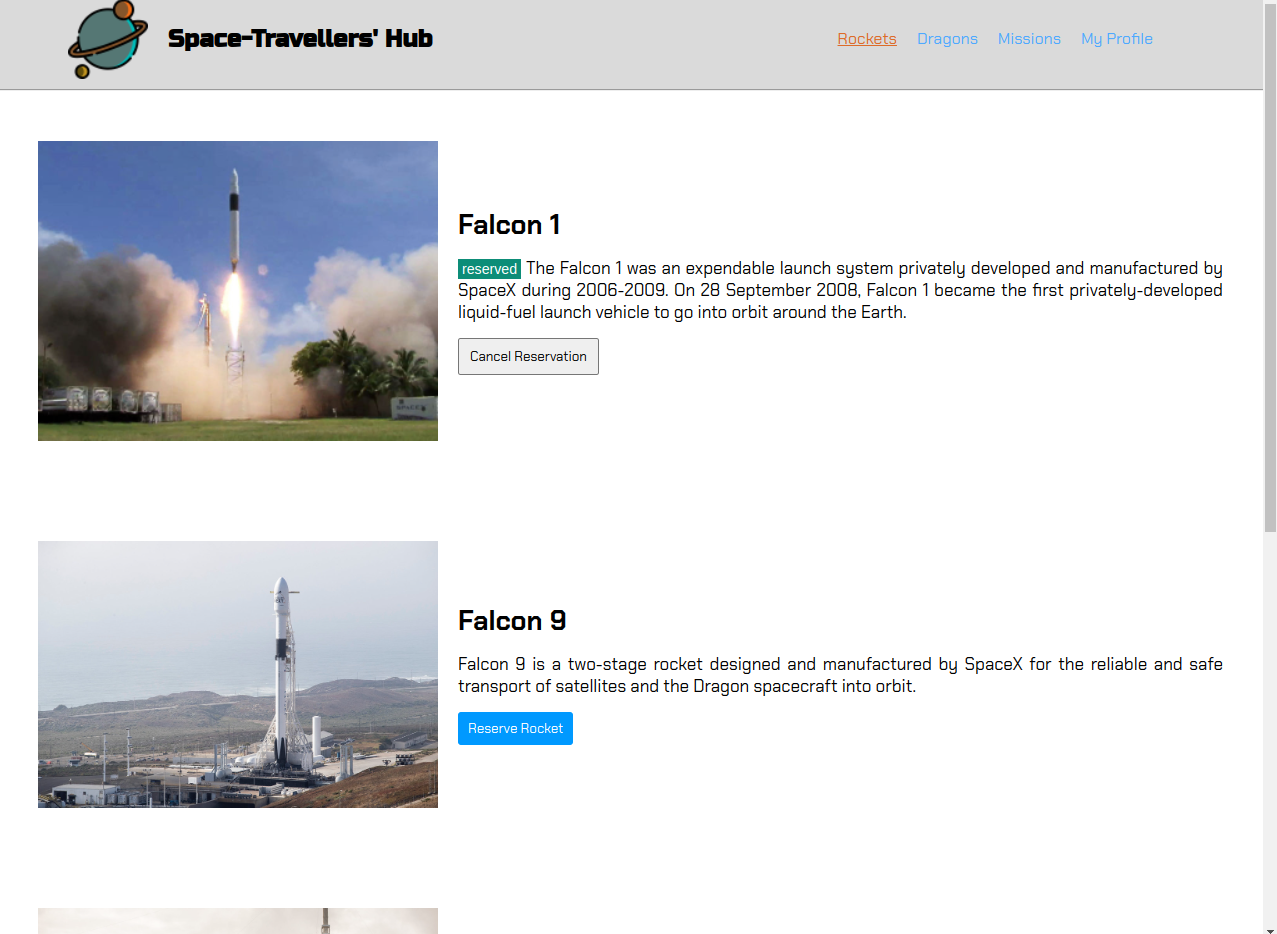 Space-Travellers' Hub
Rockets Dragons Missions My Profile
Falcon 1
reserved The Falcon 1 was an expendable launch system privately developed and manufactured by
SpaceX during 2006-2009. On 28 September 2008, Falcon 1 became the first privately-developed
liquid-fuel launch vehicle to go into orbit around the Earth.
Cancel Reservation
Falcon 9
Falcon 9 is a two-stage rocket designed and manufactured by SpaceX for the reliable and safe
transport of satellites and the Dragon spacecraft into orbit.
Reserve Rocket